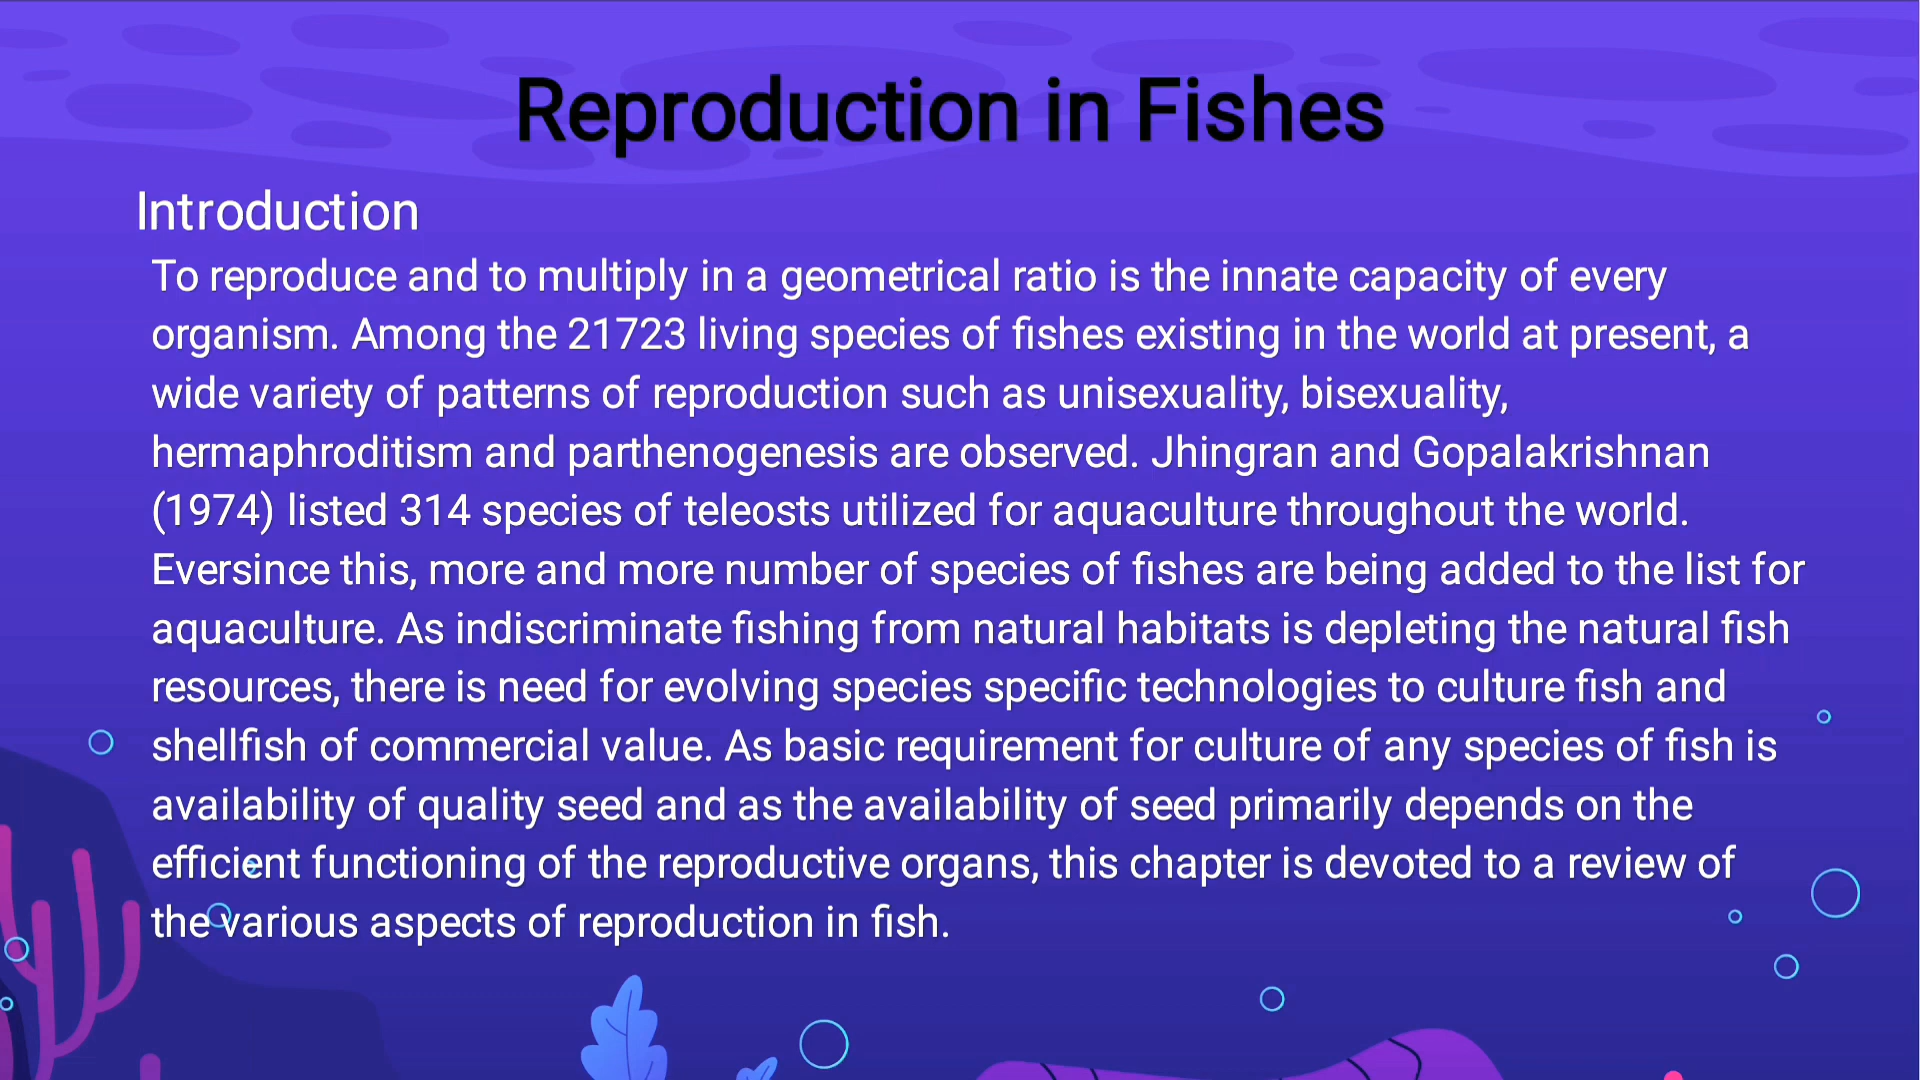 Reproduction in Fishes
Introduction
To reproduce and to multiply in a geometrical ratio is the innate capacity of every
organism. Among the 21723 living species of fishes existing in the world at present, a
wide variety of patterns of reproduction such as unisexuality, bisexuality,
hermaphroditism and parthenogenesis are observed. Jhingran and Gopalakrishnan
(1974) listed 314 species of teleosts utilized for aquaculture throughout the world.
Eversince this, more and more number of species of fishes are being added to the list for
aquaculture. As indiscriminate fishing from natural habitats is depleting the natural fish
resources, there is need for evolving species specific technologies to culture fish and
shellfish of commercial value. As basic requirement for culture of any species of fish is
availability of quality seed and as the availability of seed primarily depends on the
efficient functioning of the reproductive organs, this chapter is devoted to a review of
the various aspects of reproduction in fish.